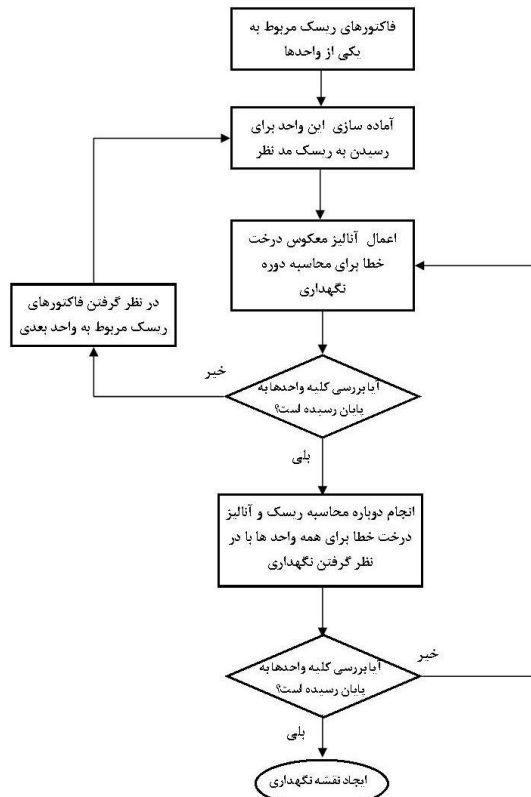 فاکتورهای ریسک مربوط به
یکی از واحدها
آماده سازی این واحد برای
رسیدن به ریسک مد نظر
اعمال آنالیز معکوس درخت
خطا برای محاسبه دوره
نگهداری
در نظر گرفتن فاکتورهای
ریسک مربوط به واحد بعدی
خیر
آیا بررسی کلیه واحدها به
پایان رسیده است؟
بلی
انجام دوباره محاسبه ریسک و آنالیز
درخت خطا برای همه واحد ها با در
نظر گرفتن نگهداری
آیا بررسی کلیه واحدها به
پایان رسیده است؟
خیر
بلی
ایجاد نقشه نگهداری